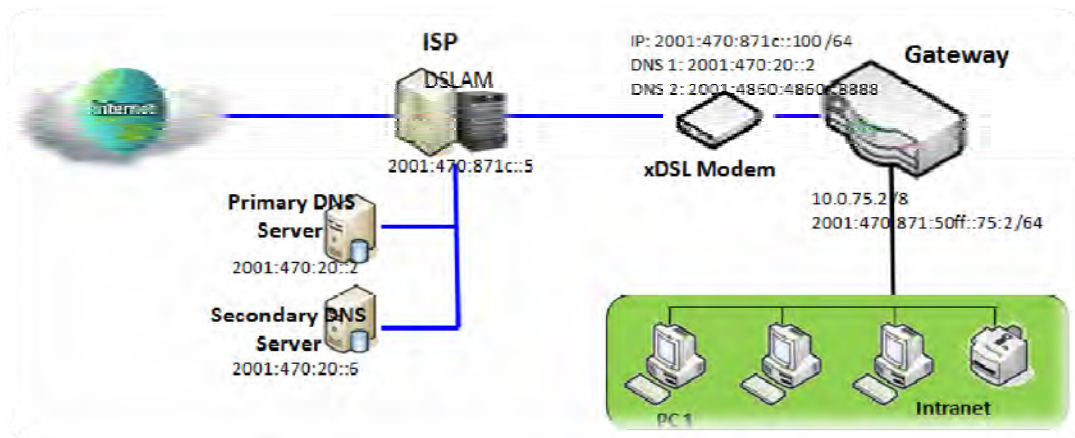 ISP
DSLAM
2001:470:871c::5
Internet
IP: 2001:470:871c::100 /64
DNS 1: 2001:470:20::2
DNS 2: 2001:4860:4860::8888
Gateway
xDSL Modem
10.0.75.2 /8
2001:470:871:50ff::75:2/64
Primary DNS
Server
2001:470:20::2
Secondary DNS
Server
2001:470:20::6
PC 1
Intranet